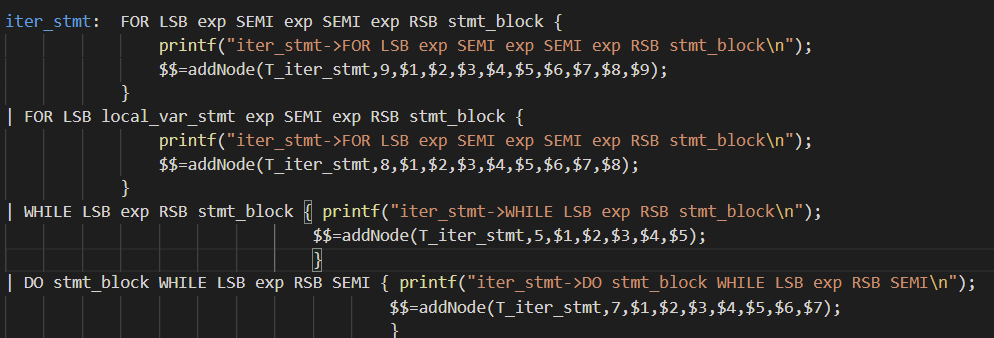 iter_stmt:  FOR LSB exp SEMI exp SEMI exp RSB stmt_block {
printf("iter_stmt->FOR LSB exp SEMI exp SEMI exp RSB stmt_block\n");
$$=addNode(T_iter_stmt,9,$1,$2,$3,$4,$5,$6,$7,$8,$9);
}
| FOR LSB local_var_stmt exp SEMI exp RSB stmt_block {
printf("iter_stmt->FOR LSB exp SEMI exp SEMI exp RSB stmt_block\n");
$$=addNode(T_iter_stmt,8,$1,$2,$3,$4,$5,$6,$7,$8);
}
| WHILE LSB exp RSB stmt_block { printf("iter_stmt->WHILE LSB exp RSB stmt_block\n");
$$=addNode(T_iter_stmt,5,$1,$2,$3,$4,$5);
}
| DO stmt_block WHILE LSB exp RSB SEMI { printf("iter_stmt->DO stmt_block WHILE LSB exp RSB SEMI\n");
$$=addNode(T_iter_stmt,7,$1,$2,$3,$4,$5,$6,$7);
}